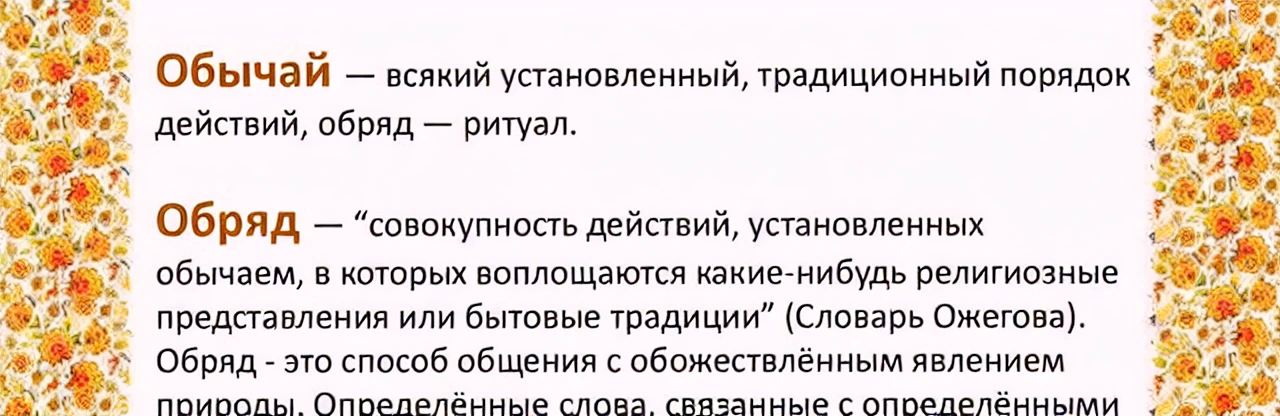 Обычай — всякий установленный, традиционный порядок
действий, обряд — ритуал.
Обряд — “совокупность действий, установленных
обычаем, в которых воплощаются какие-нибудь религиозные
представления или бытовые традиции” (Словарь Ожегова).
Обряд - это способ общения с обожествлённым явлением
природы. Определённые слова, связанные с определёнными